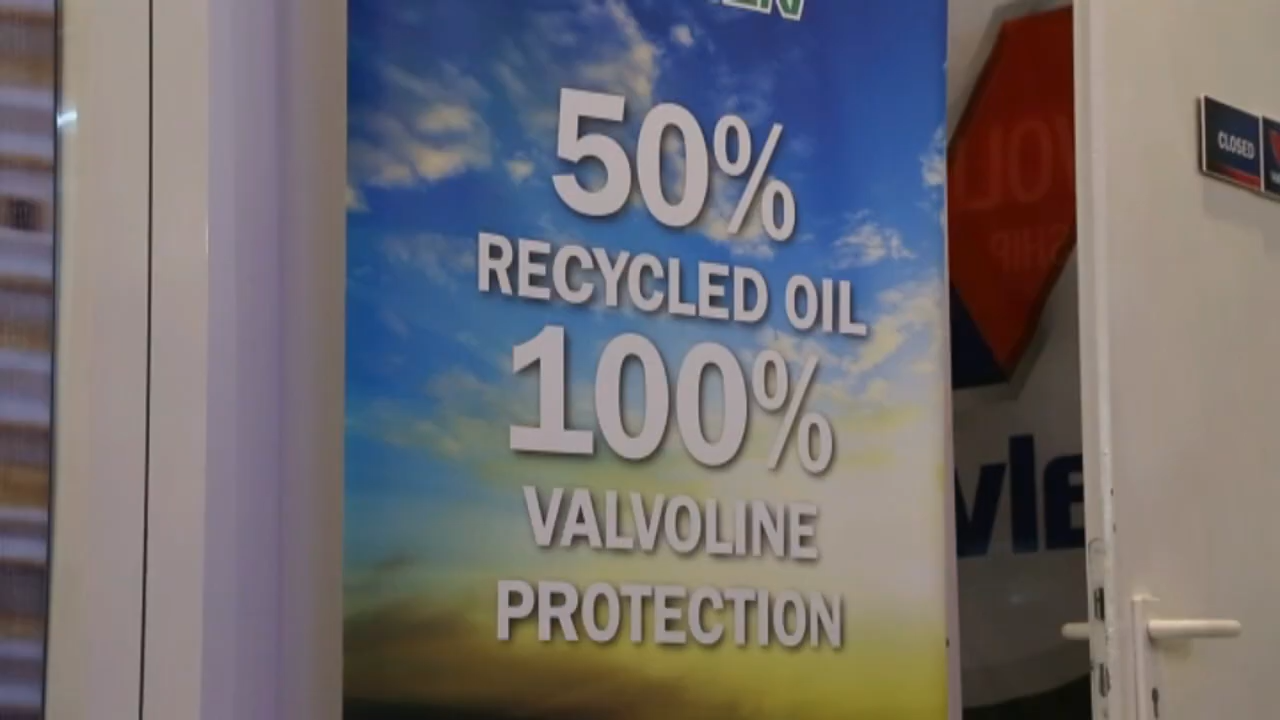 50%
RECYCLED OIL
100%
VALVOLINE
PROTECTION
CLOSED